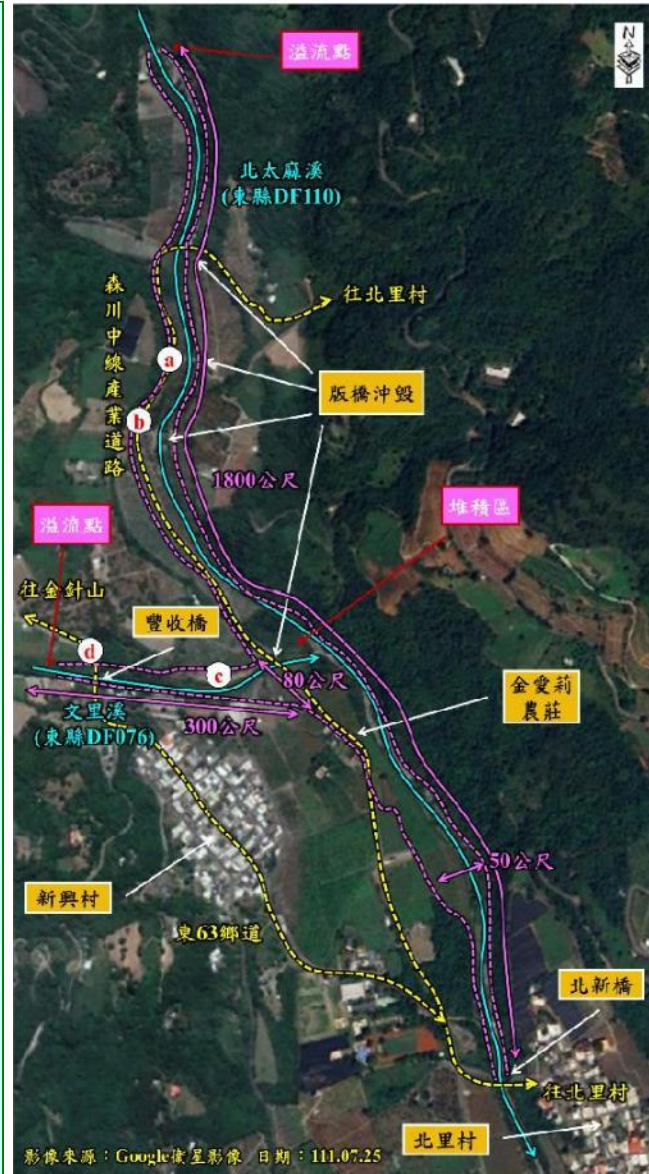 溢流點
N
北太麻溪
(東縣DF110)
森川中線產業道路
往北里村
a
版橋沖毀
b
1800公尺
堆積區
溢流點
往金針山
豐收橋
d
c
80公尺
金愛莉
農莊
300公尺
文里溪
(東縣DF076)
50公尺
新興村
東63鄉道
北新橋
往北里村
北里村
影像來源：Google衛星影像 日期：111.07.25